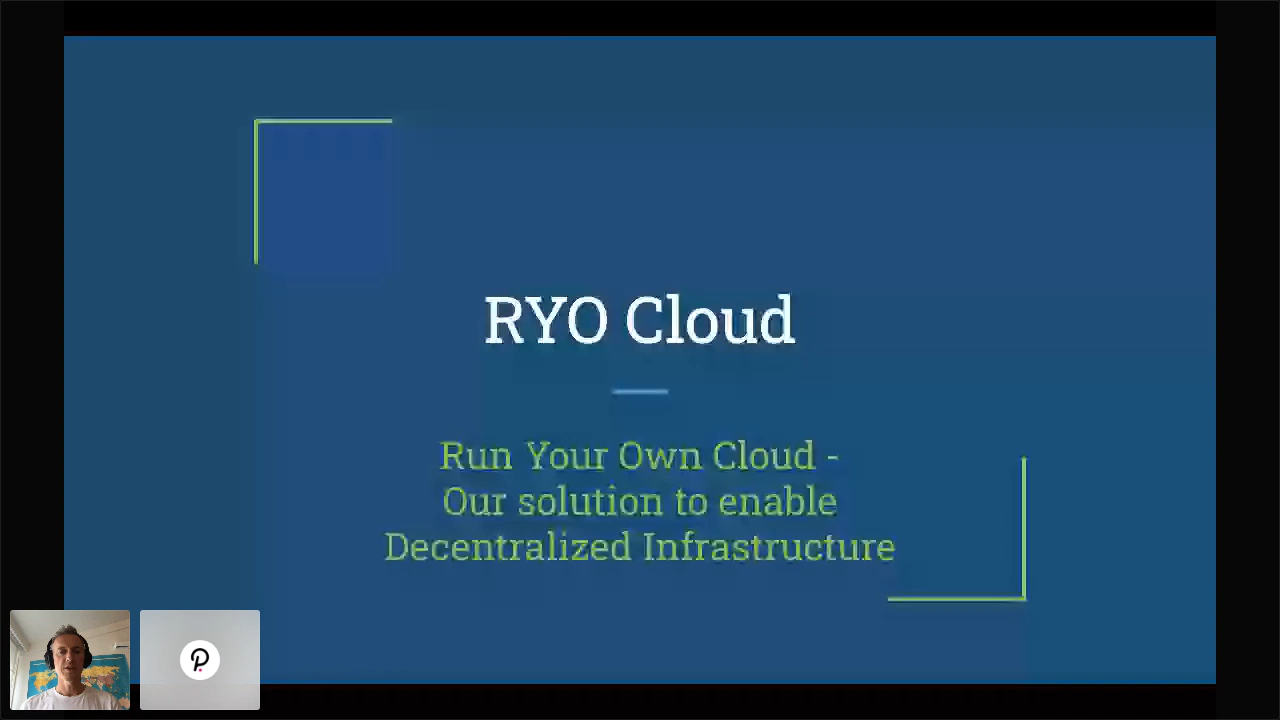 RYO Cloud
Run Your Own Cloud -
Our solution to enable
Decentralized Infrastructure